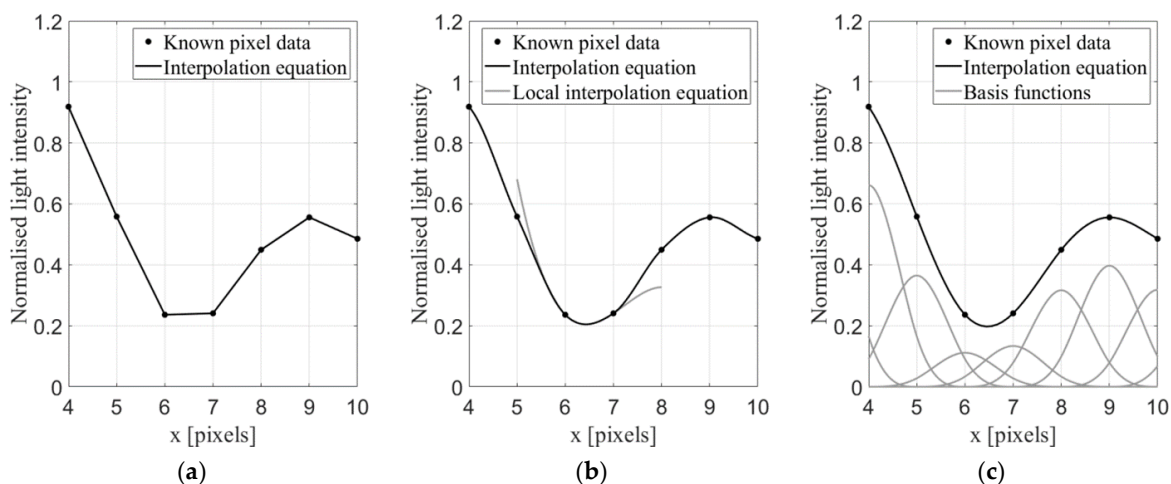 1.2
1
0.8
0.6
0.4
0.2
0
Normalised light intensity
Known pixel data
Interpolation equation
4 5 6 7 8 9 10
x [pixels]
(a)
1.2
1
0.8
0.6
0.4
0.2
0
Normalised light intensity
Known pixel data
Interpolation equation
Local interpolation equation
4 5 6 7 8 9 10
x [pixels]
(b)
1.2
1
0.8
0.6
0.4
0.2
0
Normalised light intensity
Known pixel data
Interpolation equation
Basis functions
4 5 6 7 8 9 10
x [pixels]
(c)